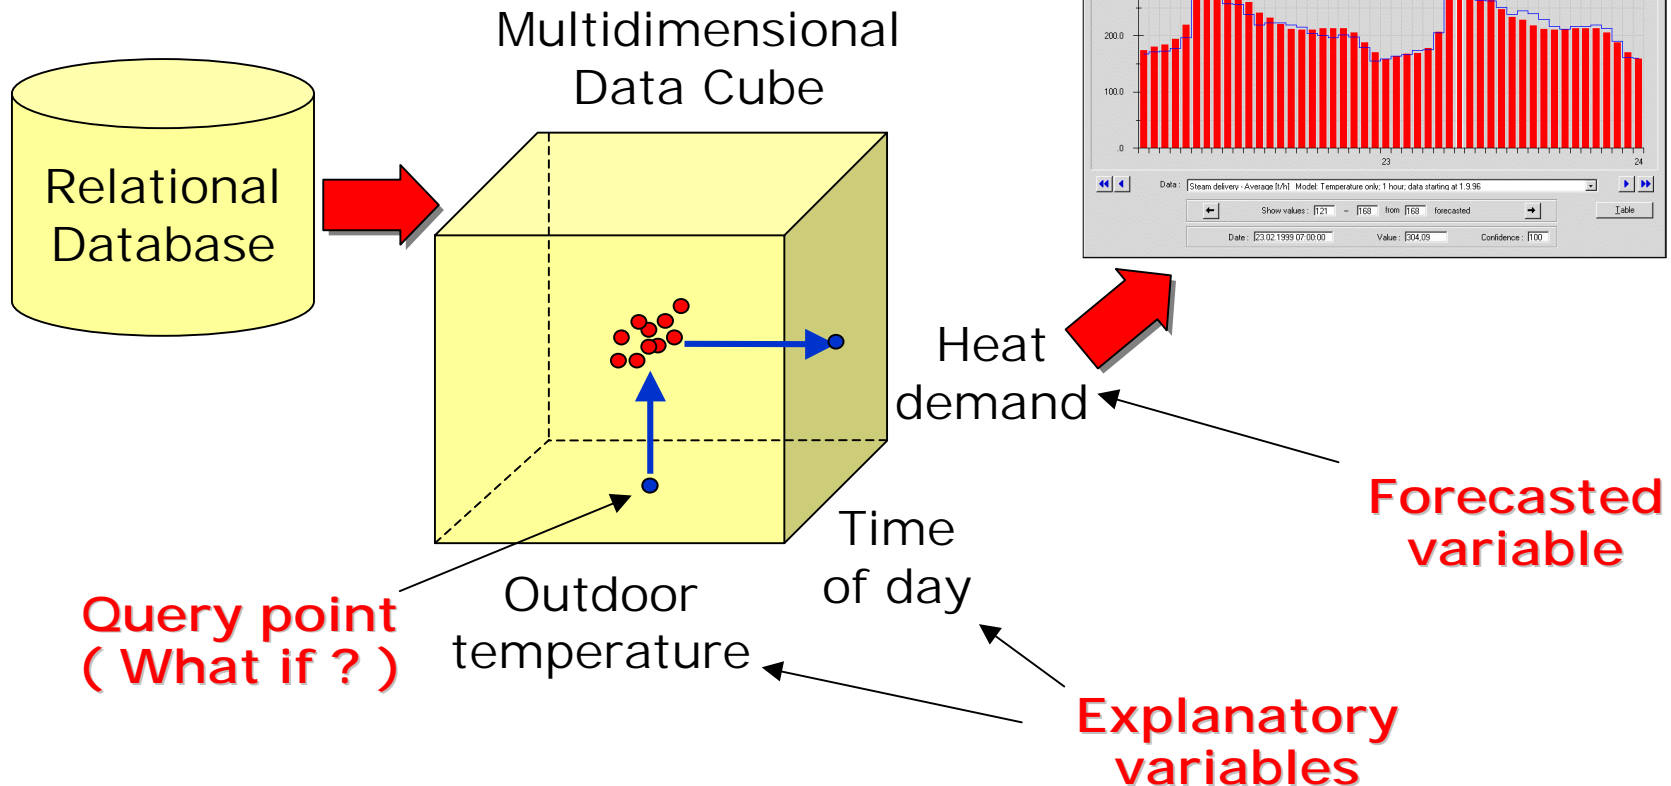 Multidimensional
Data Cube
Relational
Database
200.0
100.0
.0
23
24
Data : Steam delivery - Average [t/h] Model: Temperature only; 1 hour; data starting at 1.9.96
Show values : 121 – 168 from 168 forecasted
Table
Date : 23.02.1999 07:00:00 Value : 304,09 Confidence : 100
Heat
demand
Forecasted
variable
Time
of day
Outdoor
temperature
Query point
( What if ? )
Explanatory
variables